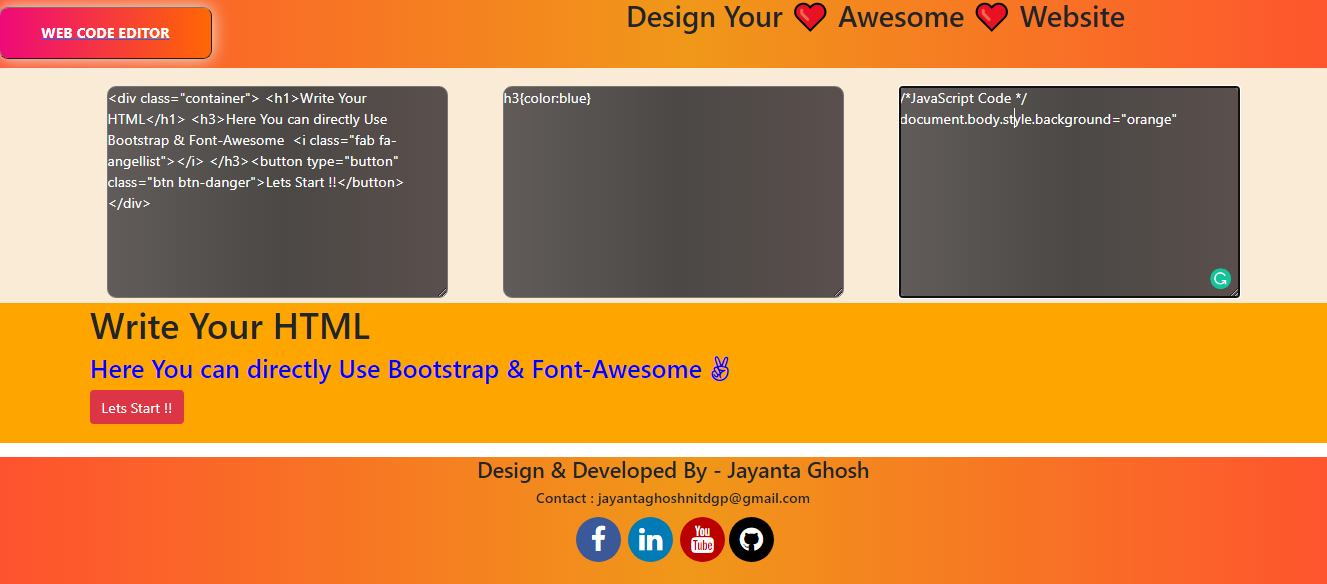 WEB CODE EDITOR
Design Your ❤ Awesome ❤ Website
<div class="container"> <h1>Write Your
HTML</h1> <h3>Here You can directly Use
Bootstrap & Font-Awesome  <i class="fab fa-
angellist"></i> </h3><button type="button"
class="btn btn-danger">Lets Start !!</button>
</div>
h3{color:blue}
/*JavaScript Code */
document.body.style.background="orange"
Write Your HTML
Here You can directly Use Bootstrap & Font-Awesome ✌
Lets Start !!
Design & Developed By - Jayanta Ghosh
Contact : jayantaghoshnitdgp@gmail.com
f in You Tube